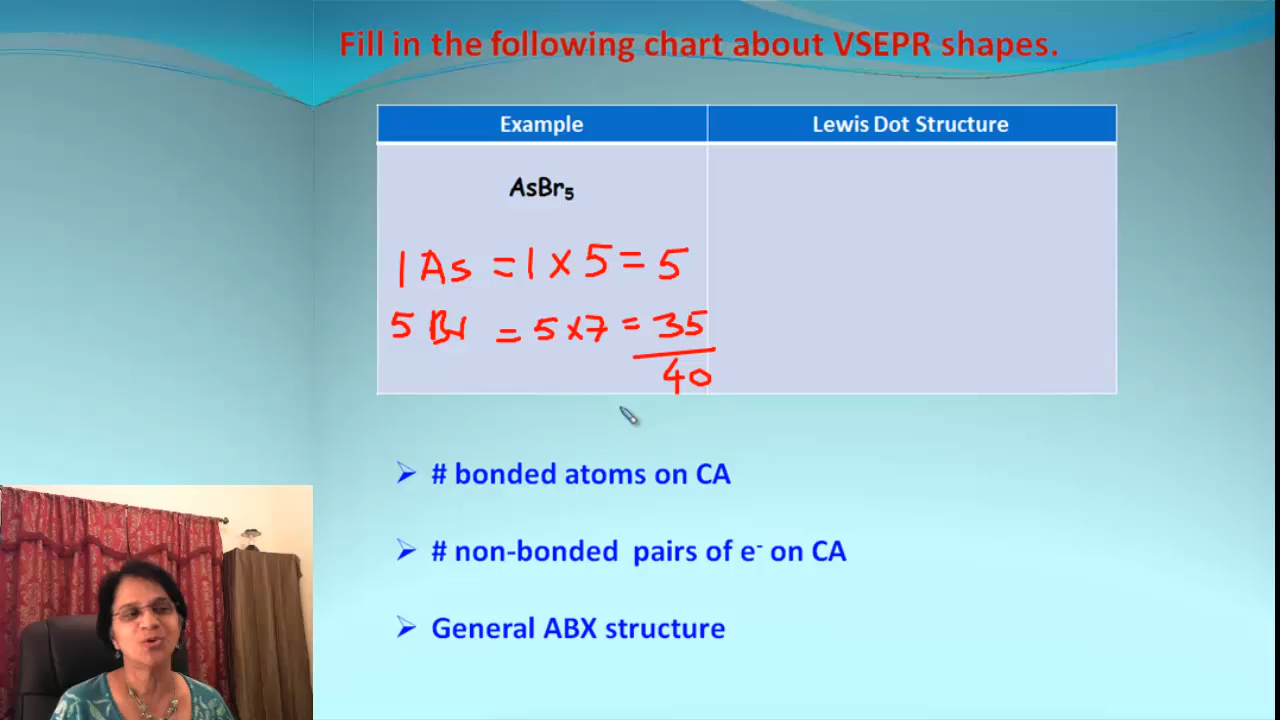 Fill in the following chart about VSEPR shapes.
Example
Lewis Dot Structure
AsBr₅
1 As = 1 x 5 = 5
5 Br = 5 x 7 = 35
40
➢ # bonded atoms on CA
➢ # non-bonded pairs of e⁻ on CA
➢ General ABX structure